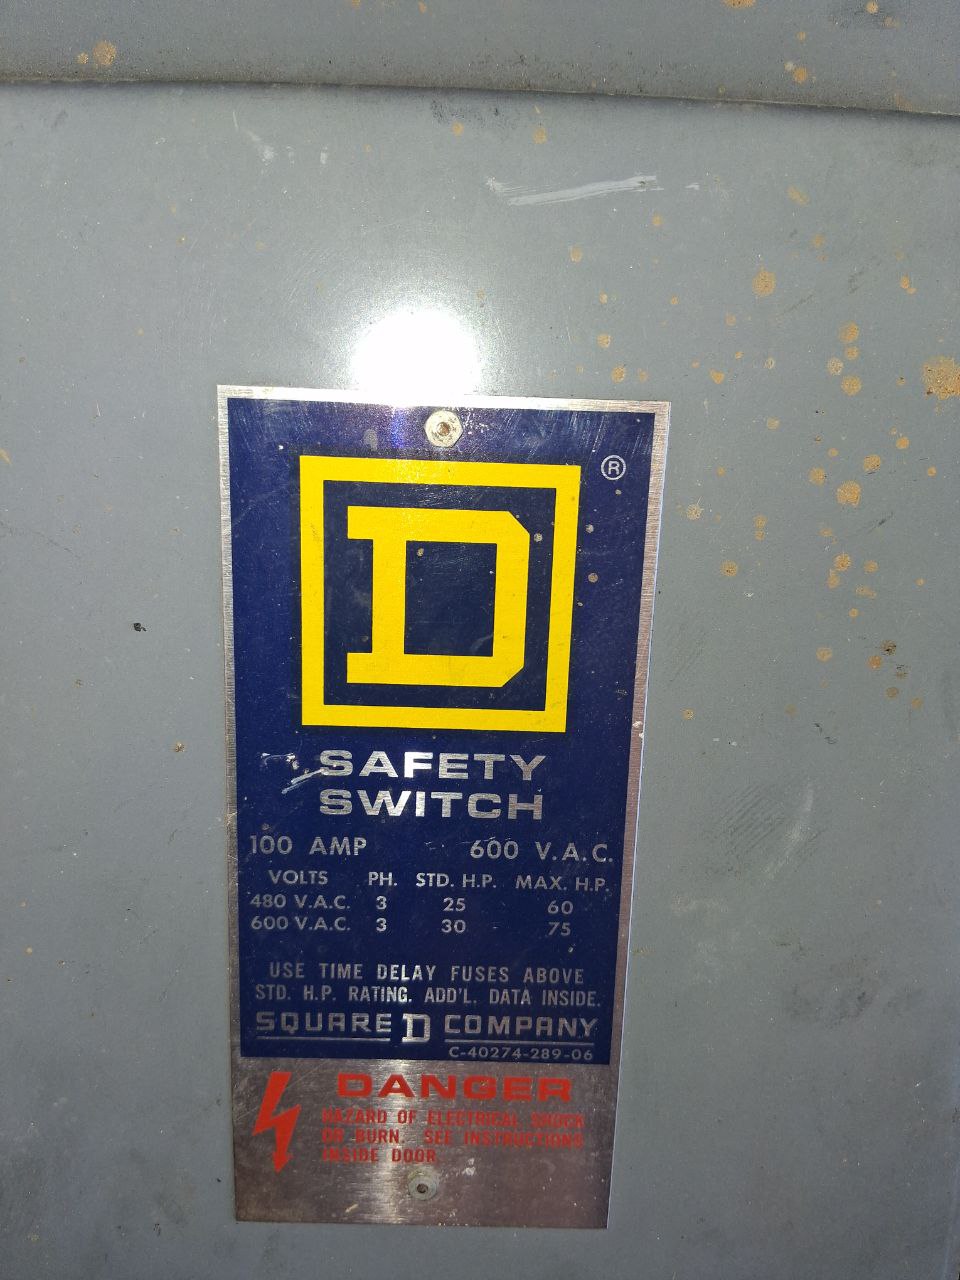 ®
D
SAFETY
SWITCH
100 AMP 600 V.A.C.
VOLTS PH. STD. H.P. MAX. H.P.
480 V.A.C. 3 25 60
600 V.A.C. 3 30 75
USE TIME DELAY FUSES ABOVE
STD. H.P. RATING. ADD'L. DATA INSIDE.
SQUARE D COMPANY
C-40274-289-06
DANGER
HAZARD OF ELECTRICAL SHOCK
OR BURN. SEE INSTRUCTIONS
INSIDE DOOR.